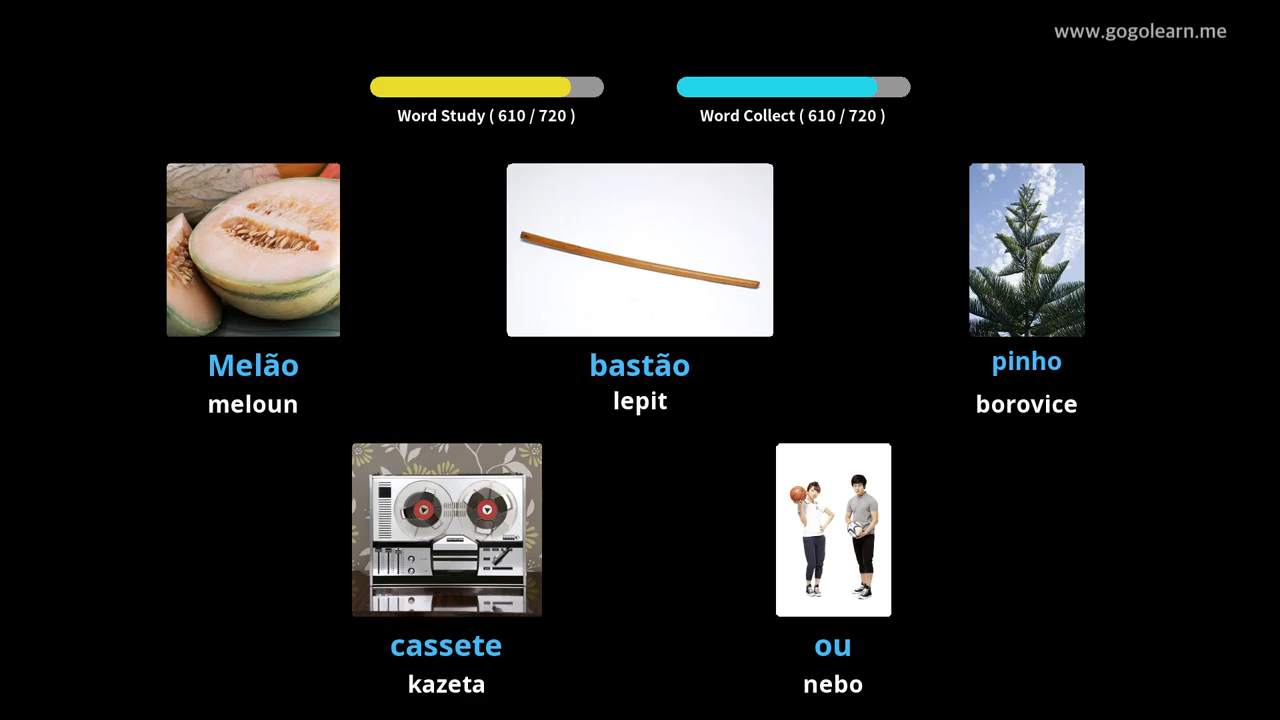 www.gogolearn.me
Word Study ( 610 / 720 )
Word Collect ( 610 / 720 )
Melão
bastão
pinho
meloun
lepit
borovice
cassete
ou
kazeta
nebo